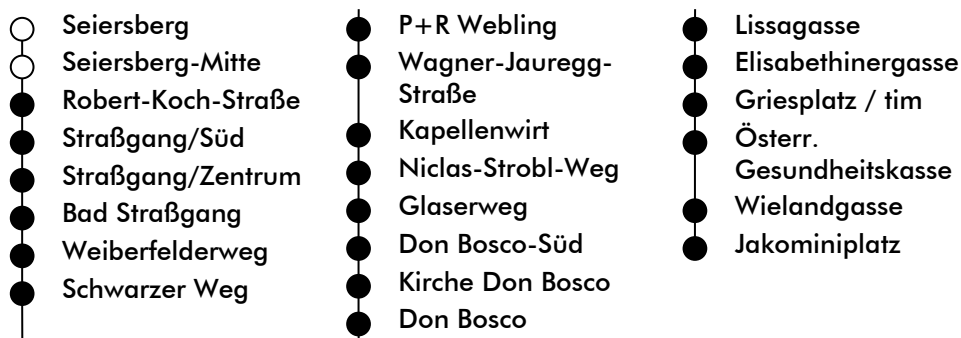 Seiersberg
Seiersberg-Mitte
Robert-Koch-Straße
Straßgang/Süd
Straßgang/Zentrum
Bad Straßgang
Weiberfelderweg
Schwarzer Weg
P+R Webling
Wagner-Jauregg-
Straße
Kapellenwirt
Niclas-Strobl-Weg
Glaserweg
Don Bosco-Süd
Kirche Don Bosco
Don Bosco
Lissagasse
Elisabethinergasse
Griesplatz / tim
Österr.
Gesundheitskasse
Wielandgasse
Jakominiplatz